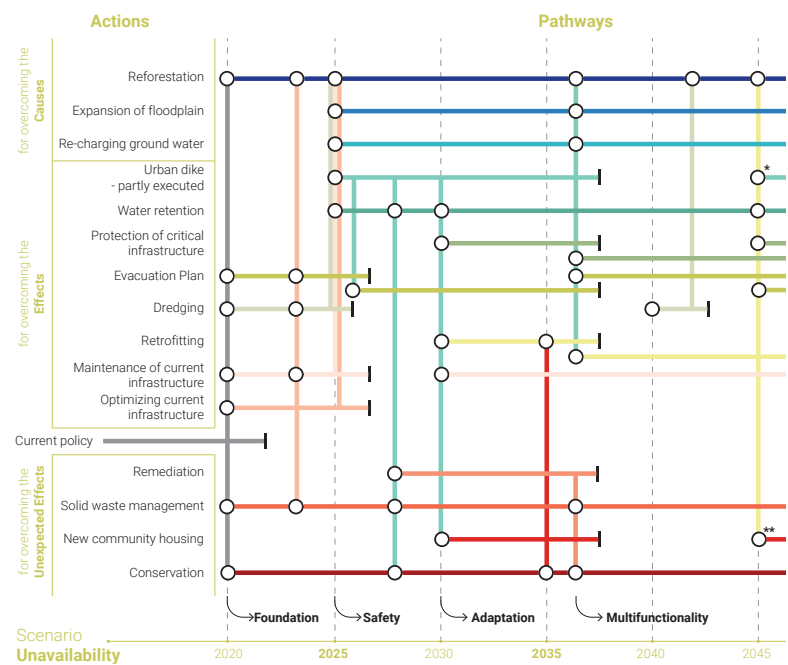 Actions
Pathways
for overcoming the
Causes
Reforestation
Expansion of floodplain
Re-charging ground water
for overcoming the
Effects
Urban dike
- partly executed
*
Water retention
Protection of critical
infrastructure
Evacuation Plan
Dredging
Retrofitting
Maintenance of current
infrastructure
Optimizing current
infrastructure
Current policy
for overcoming the
Unexpected Effects
Remediation
Solid waste management
New community housing
**
Conservation
Foundation
Safety
Adaptation
Multifunctionality
Scenario
Unavailability
2020
2025
2030
2035
2040
2045